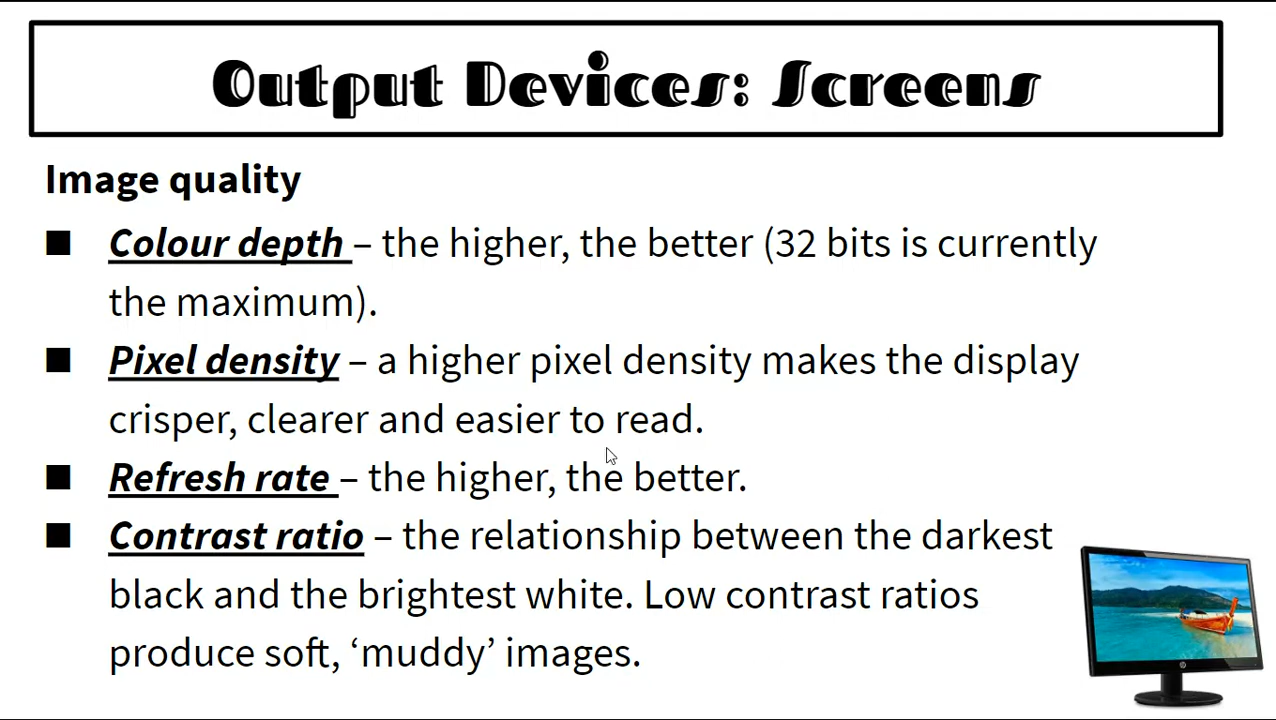 Output Devices: Screens
Image quality
■ Colour depth – the higher, the better (32 bits is currently
the maximum).
■ Pixel density – a higher pixel density makes the display
crisper, clearer and easier to read.
■ Refresh rate – the higher, the better.
■ Contrast ratio – the relationship between the darkest
black and the brightest white. Low contrast ratios
produce soft, ‘muddy’ images.
hp